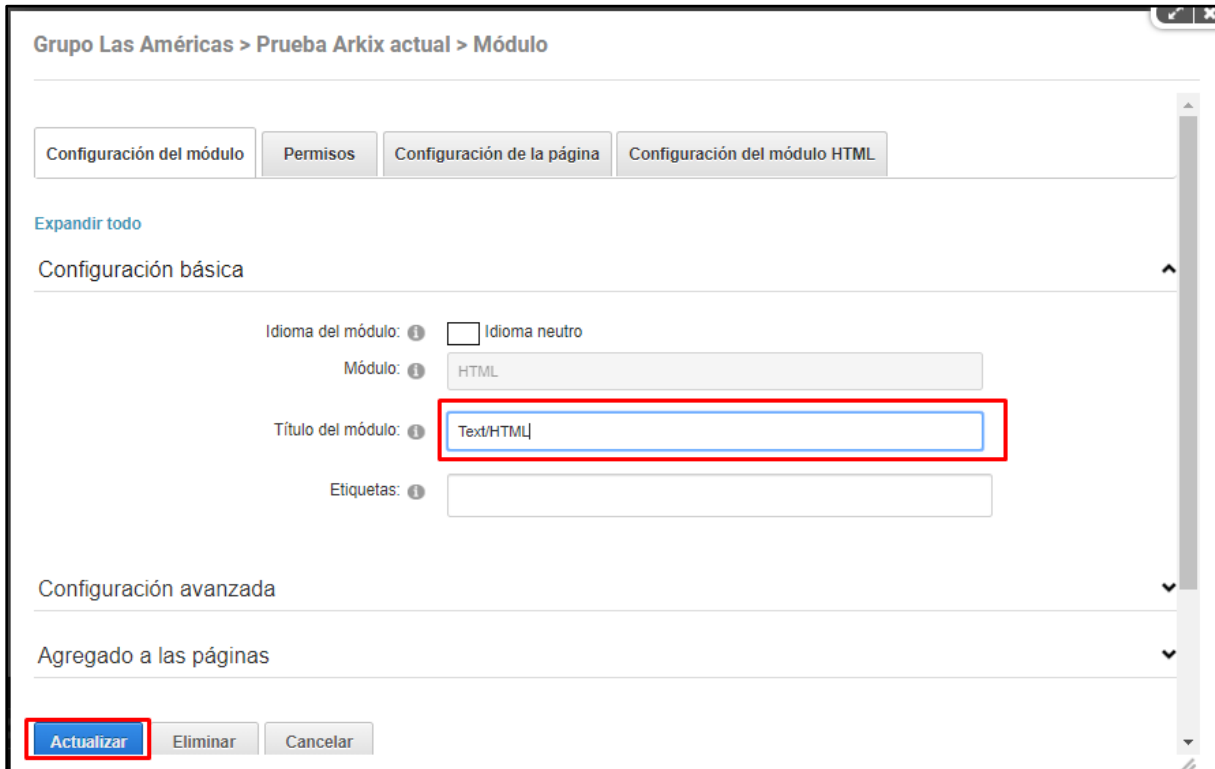 Grupo Las Américas > Prueba Arkix actual > Módulo
Configuración del módulo Permisos Configuración de la página Configuración del módulo HTML
Expandir todo
Configuración básica
Idioma del módulo: Idioma neutro
Módulo: HTML
Título del módulo: Text/HTML
Etiquetas:
Configuración avanzada
Agregado a las páginas
Actualizar Eliminar Cancelar